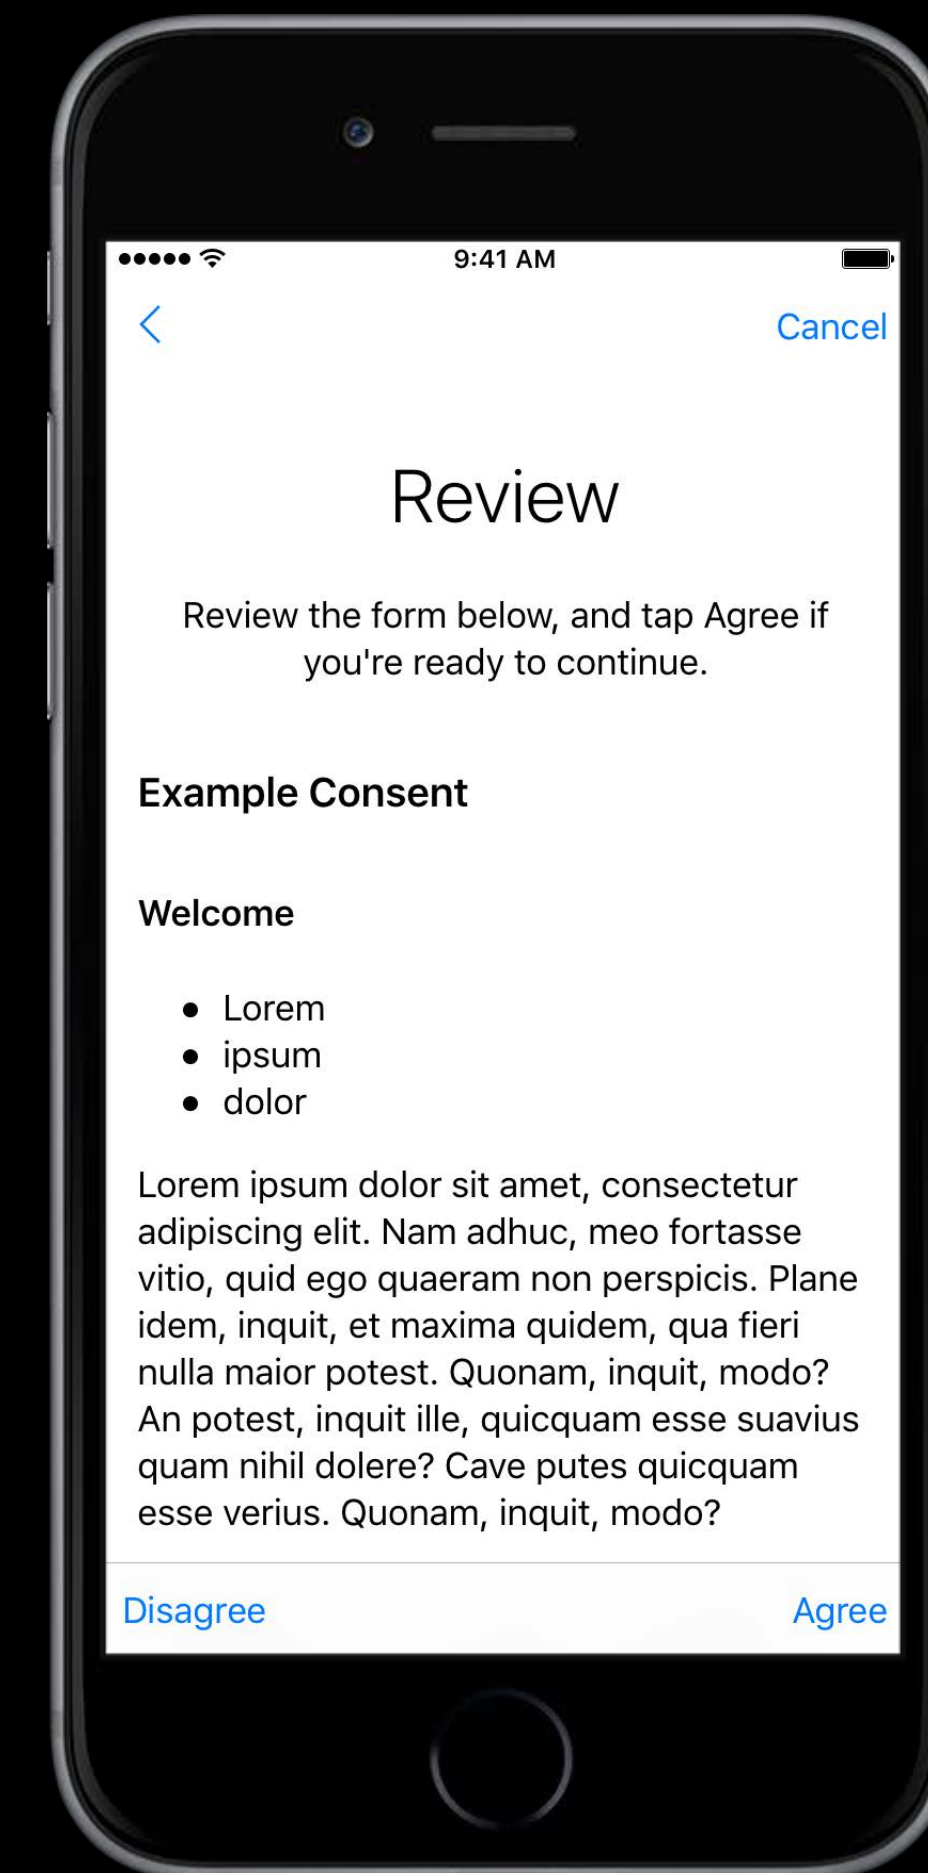 9:41 AM
Cancel
Review
Review the form below, and tap Agree if
you're ready to continue.
Example Consent
Welcome
• Lorem
• ipsum
• dolor
Lorem ipsum dolor sit amet, consectetur
adipiscing elit. Nam adhuc, meo fortasse
vitio, quid ego quaeram non perspicis. Plane
idem, inquit, et maxima quidem, qua fieri
nulla maior potest. Quonam, inquit, modo?
An potest, inquit ille, quicquam esse suavius
quam nihil dolere? Cave putes quicquam
esse verius. Quonam, inquit, modo?
Disagree
Agree